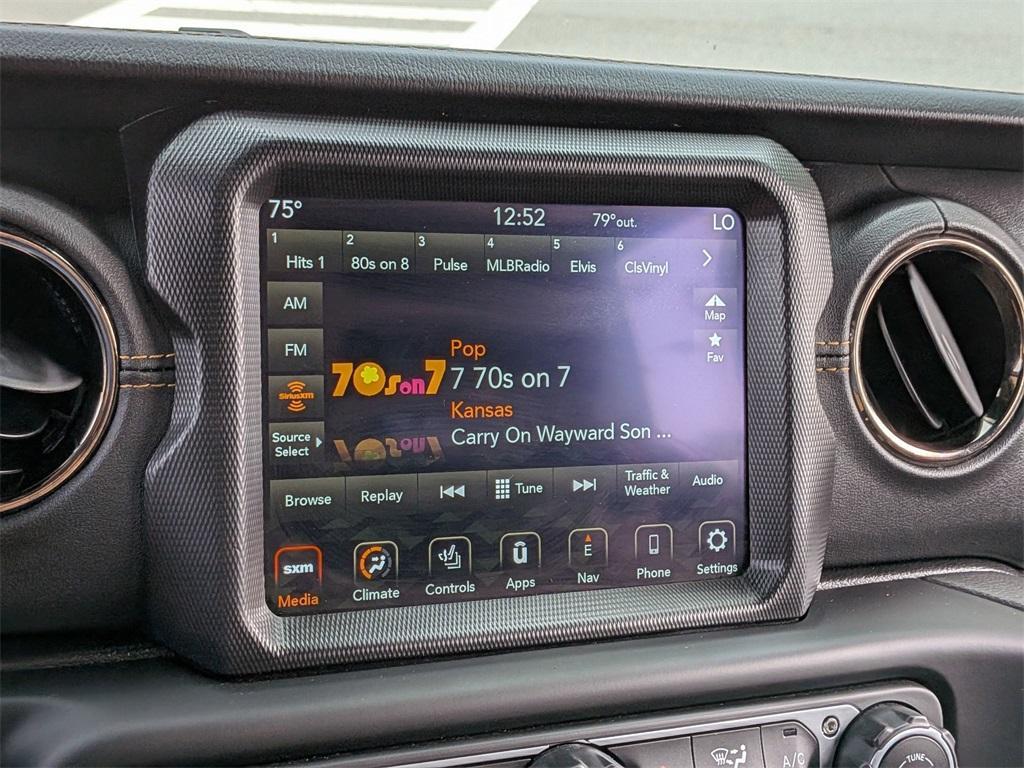 75° 12:52 79°out. LO
1 2 3 4 5 6
Hits 1 80s on 8 Pulse MLBRadio Elvis ClsVinyl
AM
Map
FM
Fav
SiriusXM
70s on 7
Pop
7 70s on 7
Kansas
Carry On Wayward Son ...
Source
Select
Browse Replay Tune Traffic &
Weather Audio
sxm ū E
Media Climate Controls Apps Nav Phone Settings
A/C
TUNE